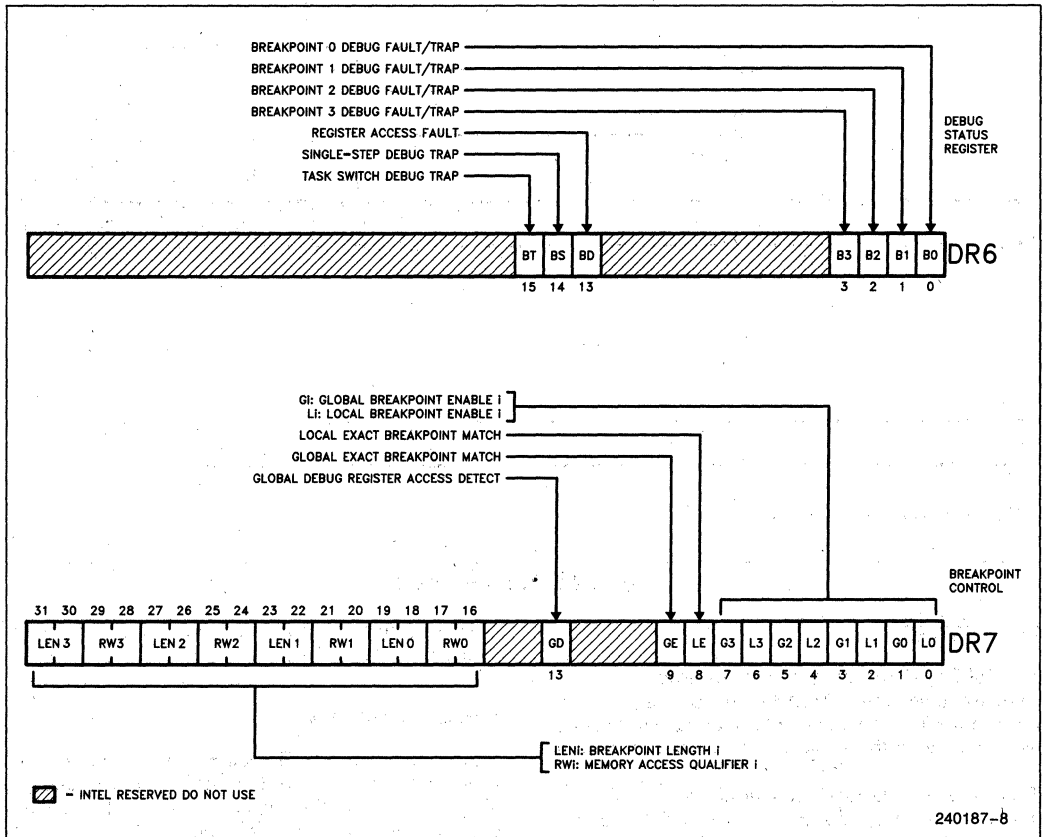 BREAKPOINT 0 DEBUG FAULT/TRAP
BREAKPOINT 1 DEBUG FAULT/TRAP
BREAKPOINT 2 DEBUG FAULT/TRAP
BREAKPOINT 3 DEBUG FAULT/TRAP
REGISTER ACCESS FAULT
SINGLE-STEP DEBUG TRAP
TASK SWITCH DEBUG TRAP
DEBUG
STATUS
REGISTER
BT BS BD B3 B2 B1 B0 DR6
15 14 13 3 2 1 0
Gi: GLOBAL BREAKPOINT ENABLE i
Li: LOCAL BREAKPOINT ENABLE i
LOCAL EXACT BREAKPOINT MATCH
GLOBAL EXACT BREAKPOINT MATCH
GLOBAL DEBUG REGISTER ACCESS DETECT
BREAKPOINT
CONTROL
31 30 29 28 27 26 25 24 23 22 21 20 19 18 17 16
LEN 3 RW3 LEN 2 RW2 LEN 1 RW1 LEN 0 RW0 GD GE LE G3 L3 G2 L2 G1 L1 G0 L0 DR7
13 9 8 7 6 5 4 3 2 1 0
LENi: BREAKPOINT LENGTH i
RWi: MEMORY ACCESS QUALIFIER i
- INTEL RESERVED DO NOT USE
240187-8